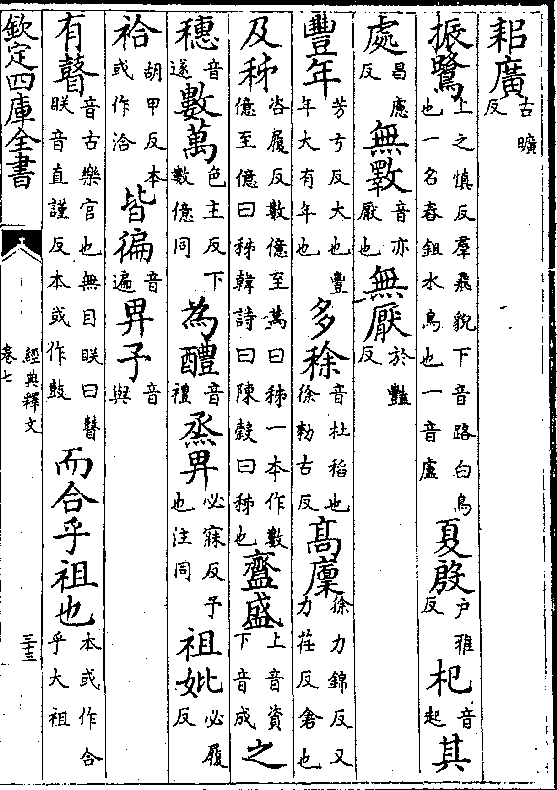 耜廣古曠反
振鷺上之愼反羣飛貌下音路白鳥也一名舂鉏水鳥也一音盧夏殷户雅反杞音起其
處昌慮反無斁音亦厭也無厭於豔反
豐年芳弓反大也豐年大有年也多稌音杜稻也徐勑古反髙廩徐力錦反又力荏反倉也
及秭咨履反數億至萬曰秭一本作數億至億曰秭韓詩曰陳穀曰秭也齍盛上音資下音成之
穗音遂數萬色主反下數億同為醴音禮烝畀必寐反予也注同祖妣必履反
祫胡甲反本或作洽皆徧音遍畀予音與
有瞽音古樂官也無目眹曰瞽眹音直謹反本或作鼓而合乎祖也本或作合乎大祖
欽定四庫全書
經典釋文
卷七
三十三